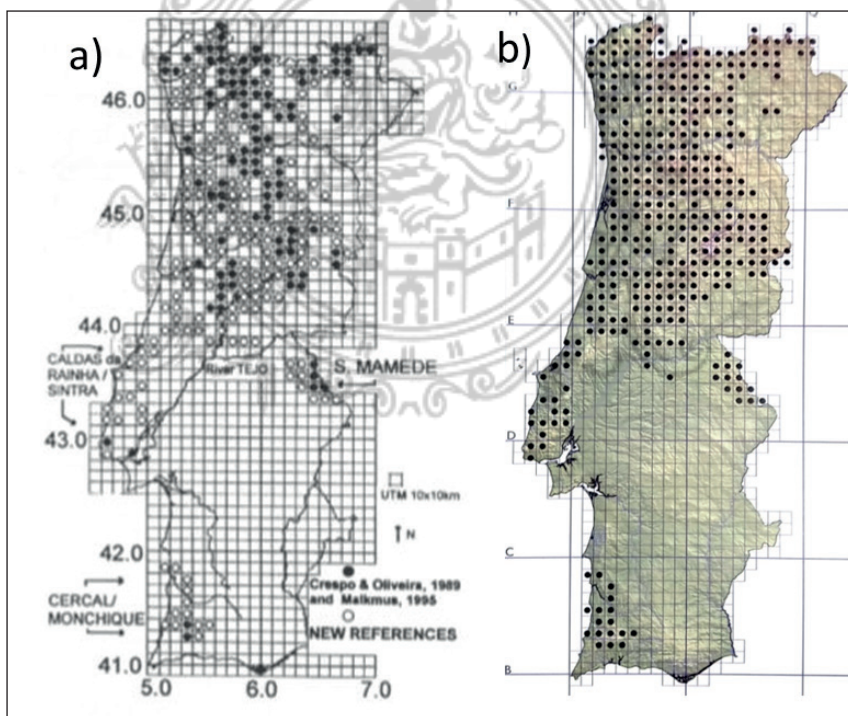 a)
b)
46.0
45.0
44.0
CALDAS da
RAINHA /
SINTRA
River TEJO
S. MAMEDE
43.0
UTM 10x10km
N
42.0
CERCAL/
MONCHIQUE
Crespo & Oliveira, 1989
and Malkmus, 1995
NEW REFERENCES
41.0
5.0
6.0
7.0
G
F
E
D
C
B